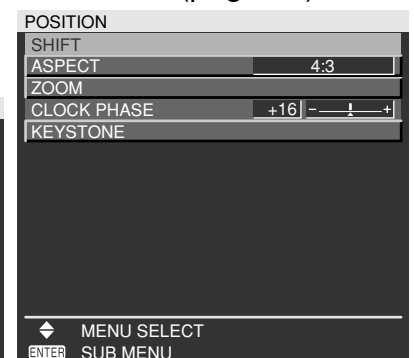 POSITION
SHIFT
ASPECT 4:3
ZOOM
CLOCK PHASE +16 - +
KEYSTONE
MENU SELECT
ENTER SUB MENU